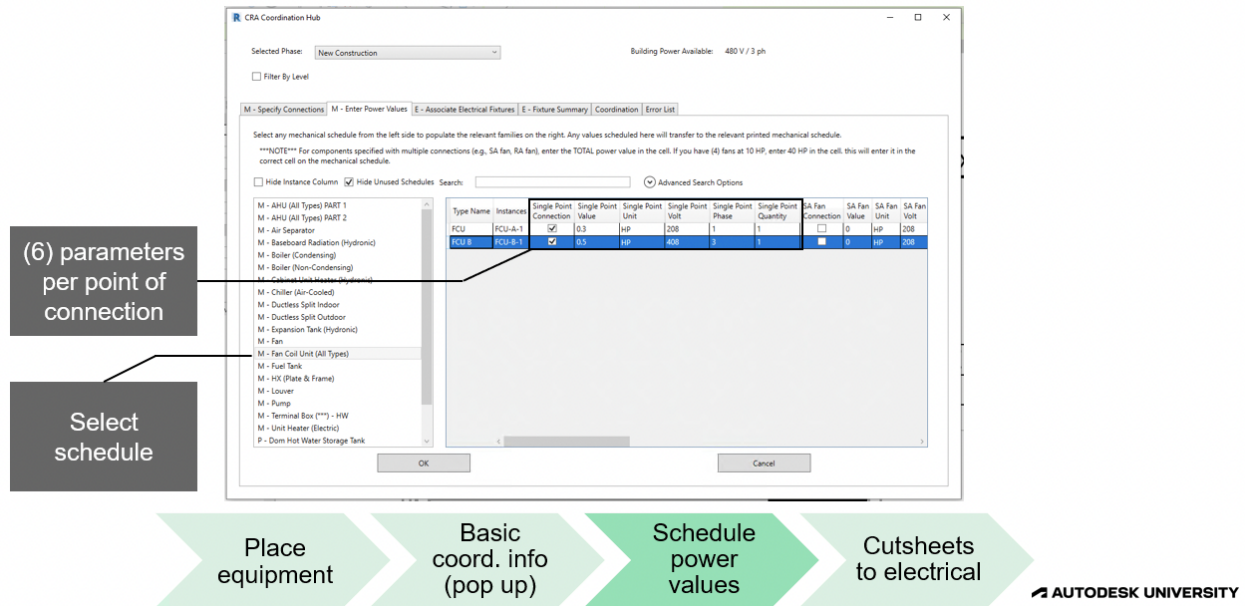 CRA Coordination Hub
Selected Phase: New Construction
Building Power Available: 480 V / 3 ph
Filter By Level
M - Specify Connections M - Enter Power Values E - Associate Electrical Fixtures E - Fixture Summary Coordination Error List
Select any mechanical schedule from the left side to populate the relevant families on the right. Any values scheduled here will transfer to the relevant printed mechanical schedule.
***NOTE*** For components specified with multiple connections (e.g., SA fan, RA fan), enter the TOTAL power value in the cell. If you have (4) fans at 10 HP, enter 40 HP in the cell. this will enter it in the
correct cell on the mechanical schedule.
Hide Instance Column Hide Unused Schedules Search: Advanced Search Options
M - AHU (All Types) PART 1
M - AHU (All Types) PART 2
M - Air Separator
M - Baseboard Radiation (Hydronic)
M - Boiler (Condensing)
M - Boiler (Non-Condensing)
M - Cabinet Unit Heater (Hydronic)
M - Chiller (Air-Cooled)
M - Ductless Split Indoor
M - Ductless Split Outdoor
M - Expansion Tank (Hydronic)
M - Fan
M - Fan Coil Unit (All Types)
M - Fuel Tank
M - HX (Plate & Frame)
M - Louver
M - Pump
M - Terminal Box (***) - HW
M - Unit Heater (Electric)
P - Dom Hot Water Storage Tank
Type Name Instances Single Point Connection Single Point Value Single Point Unit Single Point Volt Single Point Phase Single Point Quantity SA Fan Connection SA Fan Value SA Fan Unit SA Fan Volt
FCU FCU-A-1 0.3 HP 208 1 1 0 HP 208
FCU B FCU-B-1 0.5 HP 408 3 1 0 HP 208
OK Cancel
(6) parameters
per point of
connection
Select
schedule
Place
equipment
Basic
coord. info
(pop up)
Schedule
power
values
Cutsheets
to electrical
AUTODESK UNIVERSITY